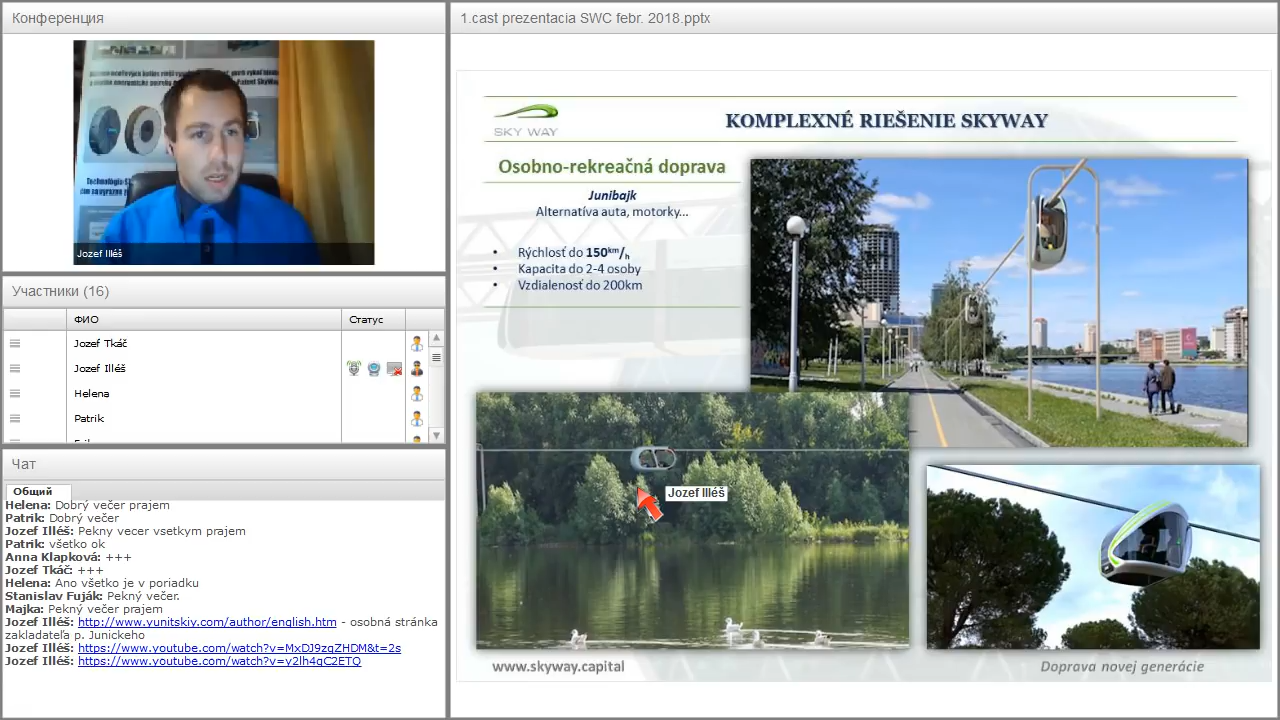 Конференция
Jozef Illéš
Участники (16)
ФИО
Статус
Jozef Tkáč
Jozef Illéš
Helena
Patrik
Чат
Общий
Helena: Dobrý večer prajem
Patrik: Dobrý večer
Jozef Illéš: Pekny vecer vsetkym prajem
Patrik: všetko ok
Anna Klapková: +++
Jozef Tkáč: +++
Helena: Ano všetko je v poriadku
Stanislav Fuják: Pekný večer.
Majka: Pekný večer prajem
Jozef Illéš: http://www.yunitskiy.com/author/english.htm - osobná stránka
zakladateľa p. Junickeho
Jozef Illéš: https://www.youtube.com/watch?v=MxDJ9zqZHDM&t=2s
Jozef Illéš: https://www.youtube.com/watch?v=y2lh4qC2ETQ
1.cast prezentacia SWC febr. 2018.pptx
SKY WAY
KOMPLEXNÉ RIEŠENIE SKYWAY
Osobno-rekreačná doprava
Junibajk
Alternatíva auta, motorky...
• Rýchlosť do 150km/h
• Kapacita do 2-4 osoby
• Vzdialenosť do 200km
Jozef Illéš
www.skyway.capital
Doprava novej generácie